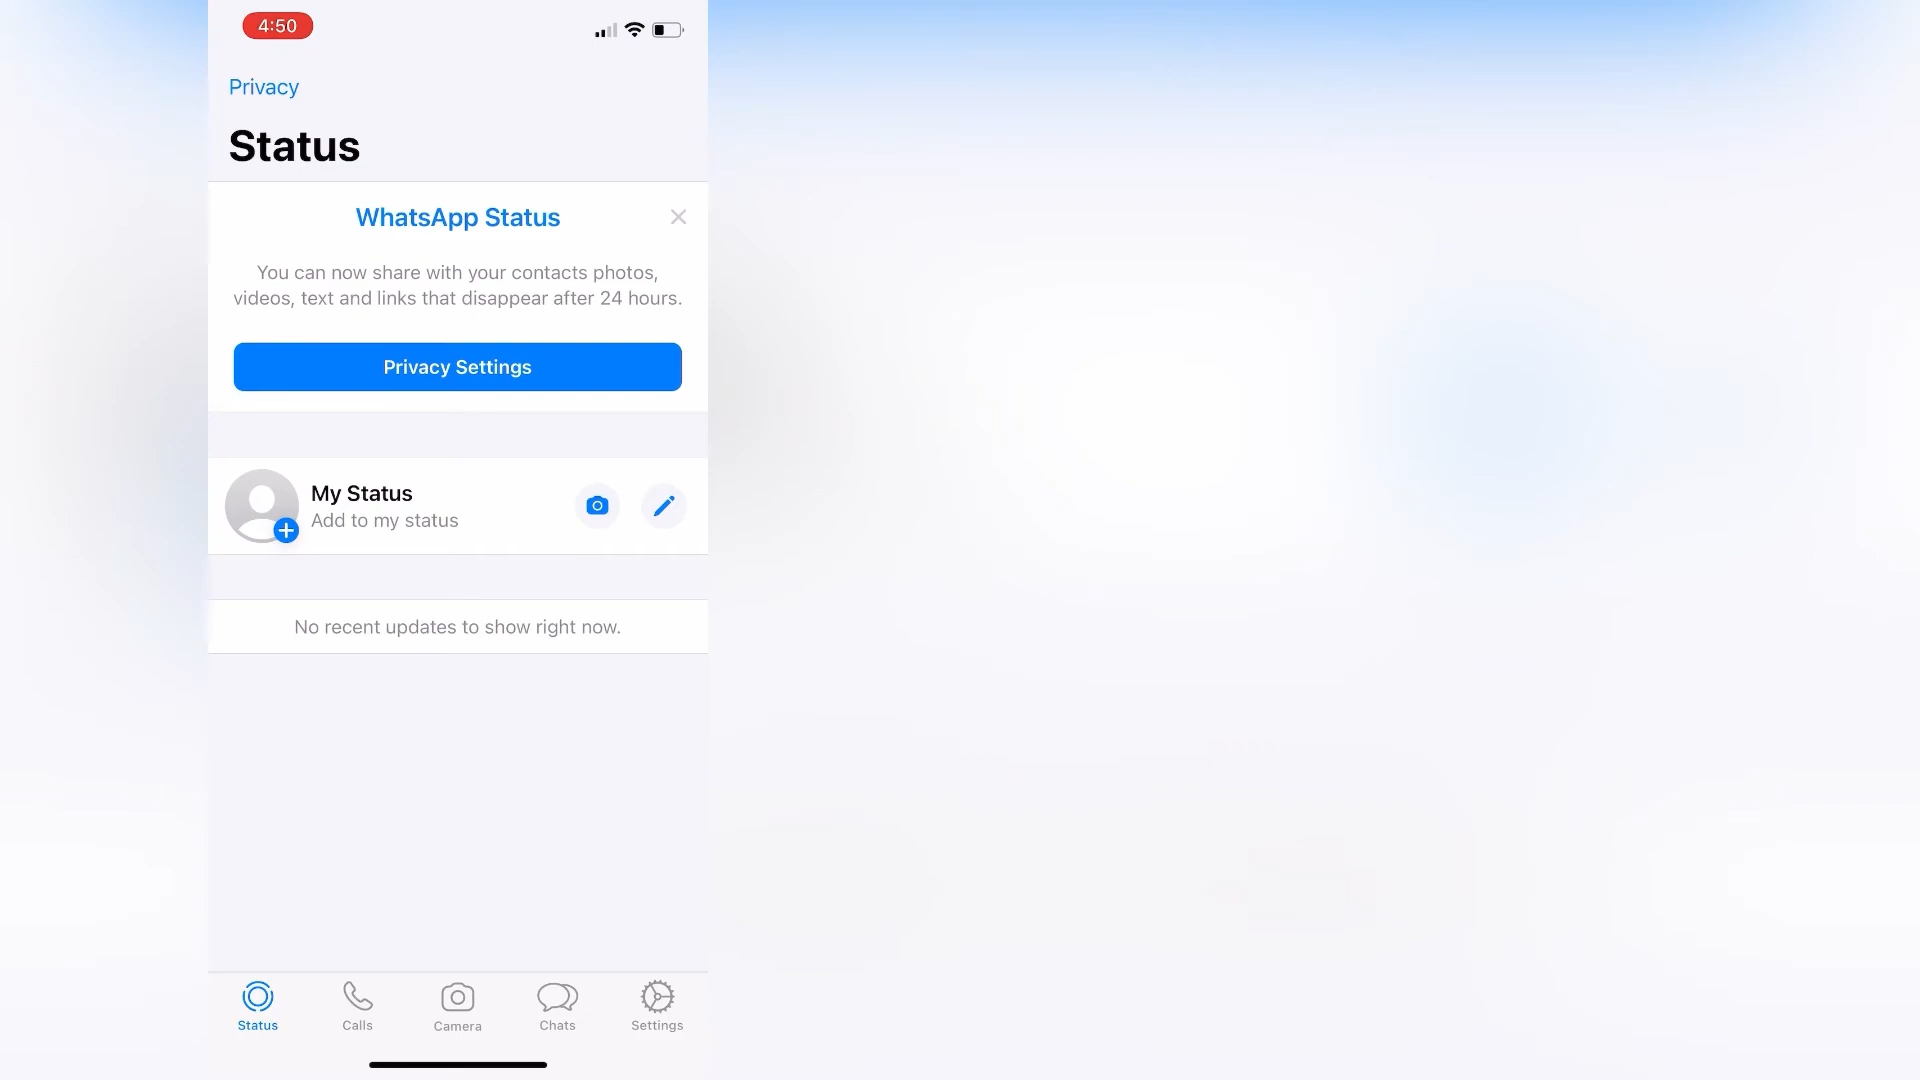 4:50
Privacy
Status
WhatsApp Status
You can now share with your contacts photos,
videos, text and links that disappear after 24 hours.
Privacy Settings
My Status
Add to my status
No recent updates to show right now.
Status
Calls
Camera
Chats
Settings